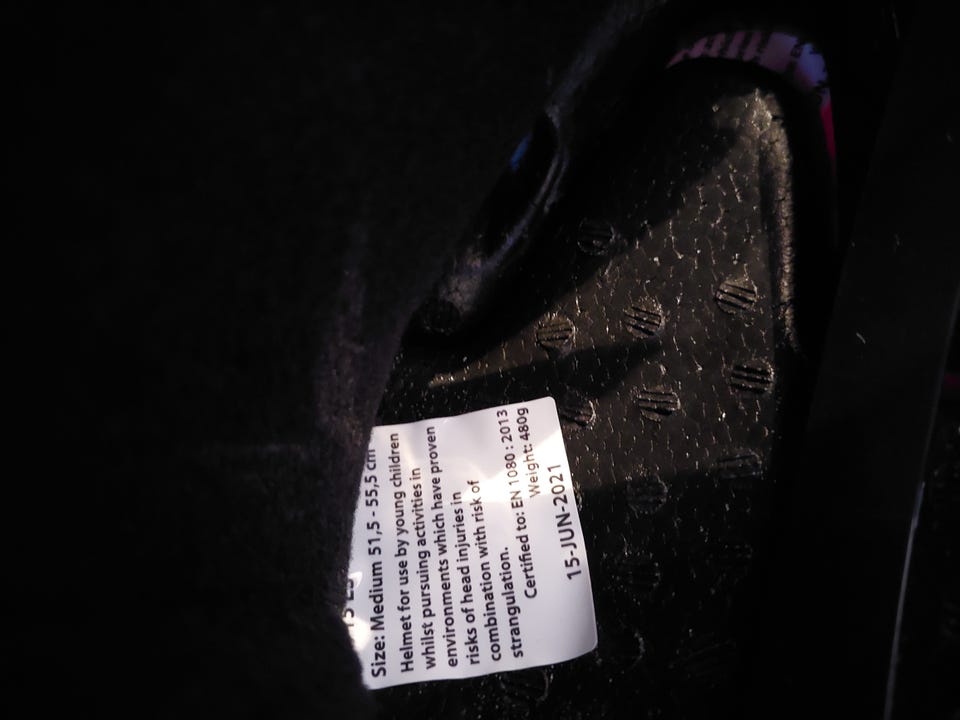 Size: Medium 51,5 - 55,5 cm
Helmet for use by young children
whilst pursuing activities in
environments which have proven
risks of head injuries in
combination with risk of
strangulation.
Certified to: EN 1080 : 2013
Weight: 480g
15-JUN-2021